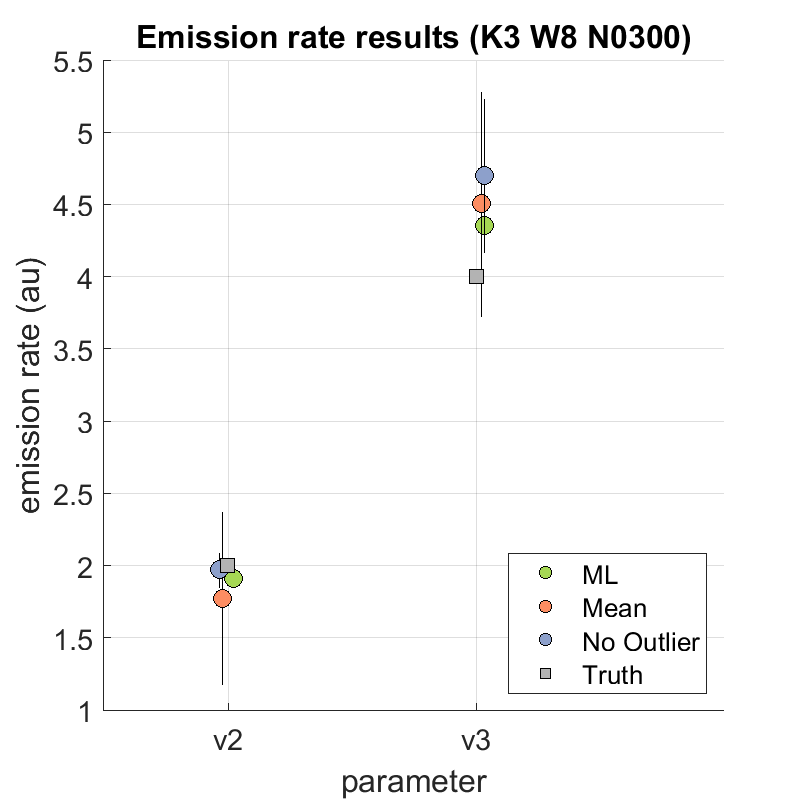 Emission rate results (K3 W8 N0300)
5.5
5
4.5
4
3.5
3
2.5
2
1.5
1
emission rate (au)
v2
v3
parameter
ML
Mean
No Outlier
Truth